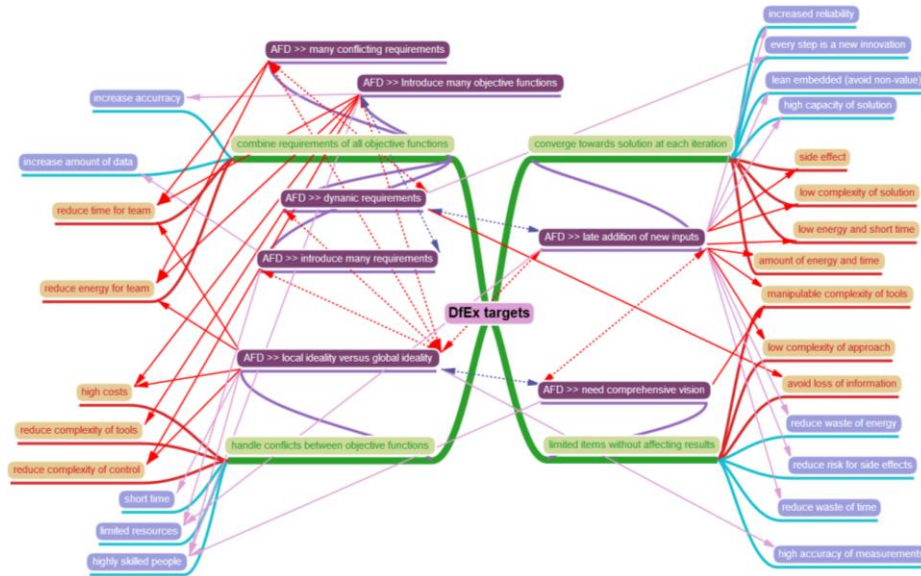 AFD >> many conflicting requirements
AFD >> Introduce many objective functions
increase accurracy
combine requirements of all objective functions
increase amount of data
AFD >> dynanic requirements
reduce time for team
AFD >> introduce many requirements
reduce energy for team
AFD >> local ideality versus global ideality
high costs
reduce complexity of tools
handle conflicts between objective functions
reduce complexity of control
short time
limited resources
highly skilled people
DfEx targets
increased reliability
every step is a new innovation
lean embedded (avoid non-value)
high capacity of solution
converge towards solution at each iteration
side effect
low complexity of solution
low energy and short time
AFD >> late addition of new inputs
amount of energy and time
manipulable complexity of tools
low complexity of approach
avoid loss of information
AFD >> need comprehensive vision
reduce waste of energy
limited items without affecting results
reduce risk for side effects
reduce waste of time
high accuracy of measurements